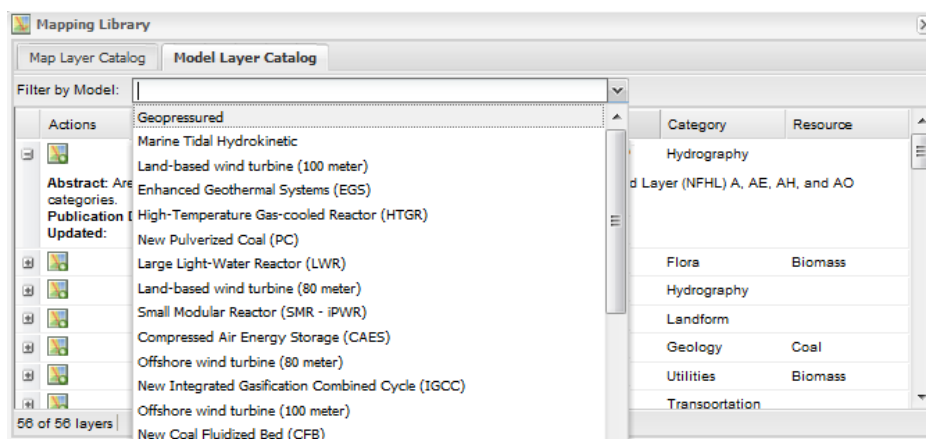 Mapping Library
Map Layer Catalog
Model Layer Catalog
Filter by Model:
Actions
Category
Resource
Geopressured
Marine Tidal Hydrokinetic
Land-based wind turbine (100 meter)
Enhanced Geothermal Systems (EGS)
High-Temperature Gas-cooled Reactor (HTGR)
New Pulverized Coal (PC)
Large Light-Water Reactor (LWR)
Land-based wind turbine (80 meter)
Small Modular Reactor (SMR - iPWR)
Compressed Air Energy Storage (CAES)
Offshore wind turbine (80 meter)
New Integrated Gasification Combined Cycle (IGCC)
Offshore wind turbine (100 meter)
New Coal Fluidized Bed (CFB)
Hydrography
Abstract: Are
d Layer (NFHL) A, AE, AH, and AO
categories.
Publication D
Updated:
Flora Biomass
Hydrography
Landform
Geology Coal
Utilities Biomass
Transportation
56 of 56 layers